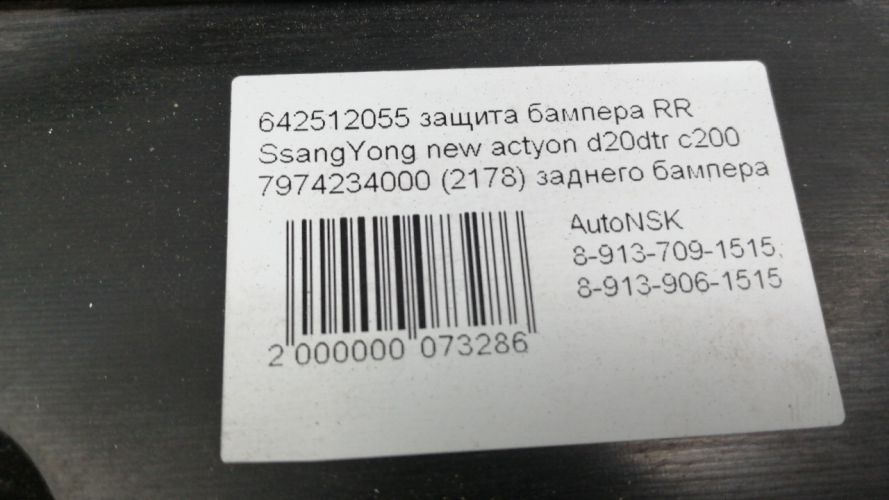 642512055 защита бампера RR
SsangYong new actyon d20dtr c200
7974234000 (2178) заднего бампера
AutoNSK
8-913-709-1515,
8-913-906-1515
2 000000 073286